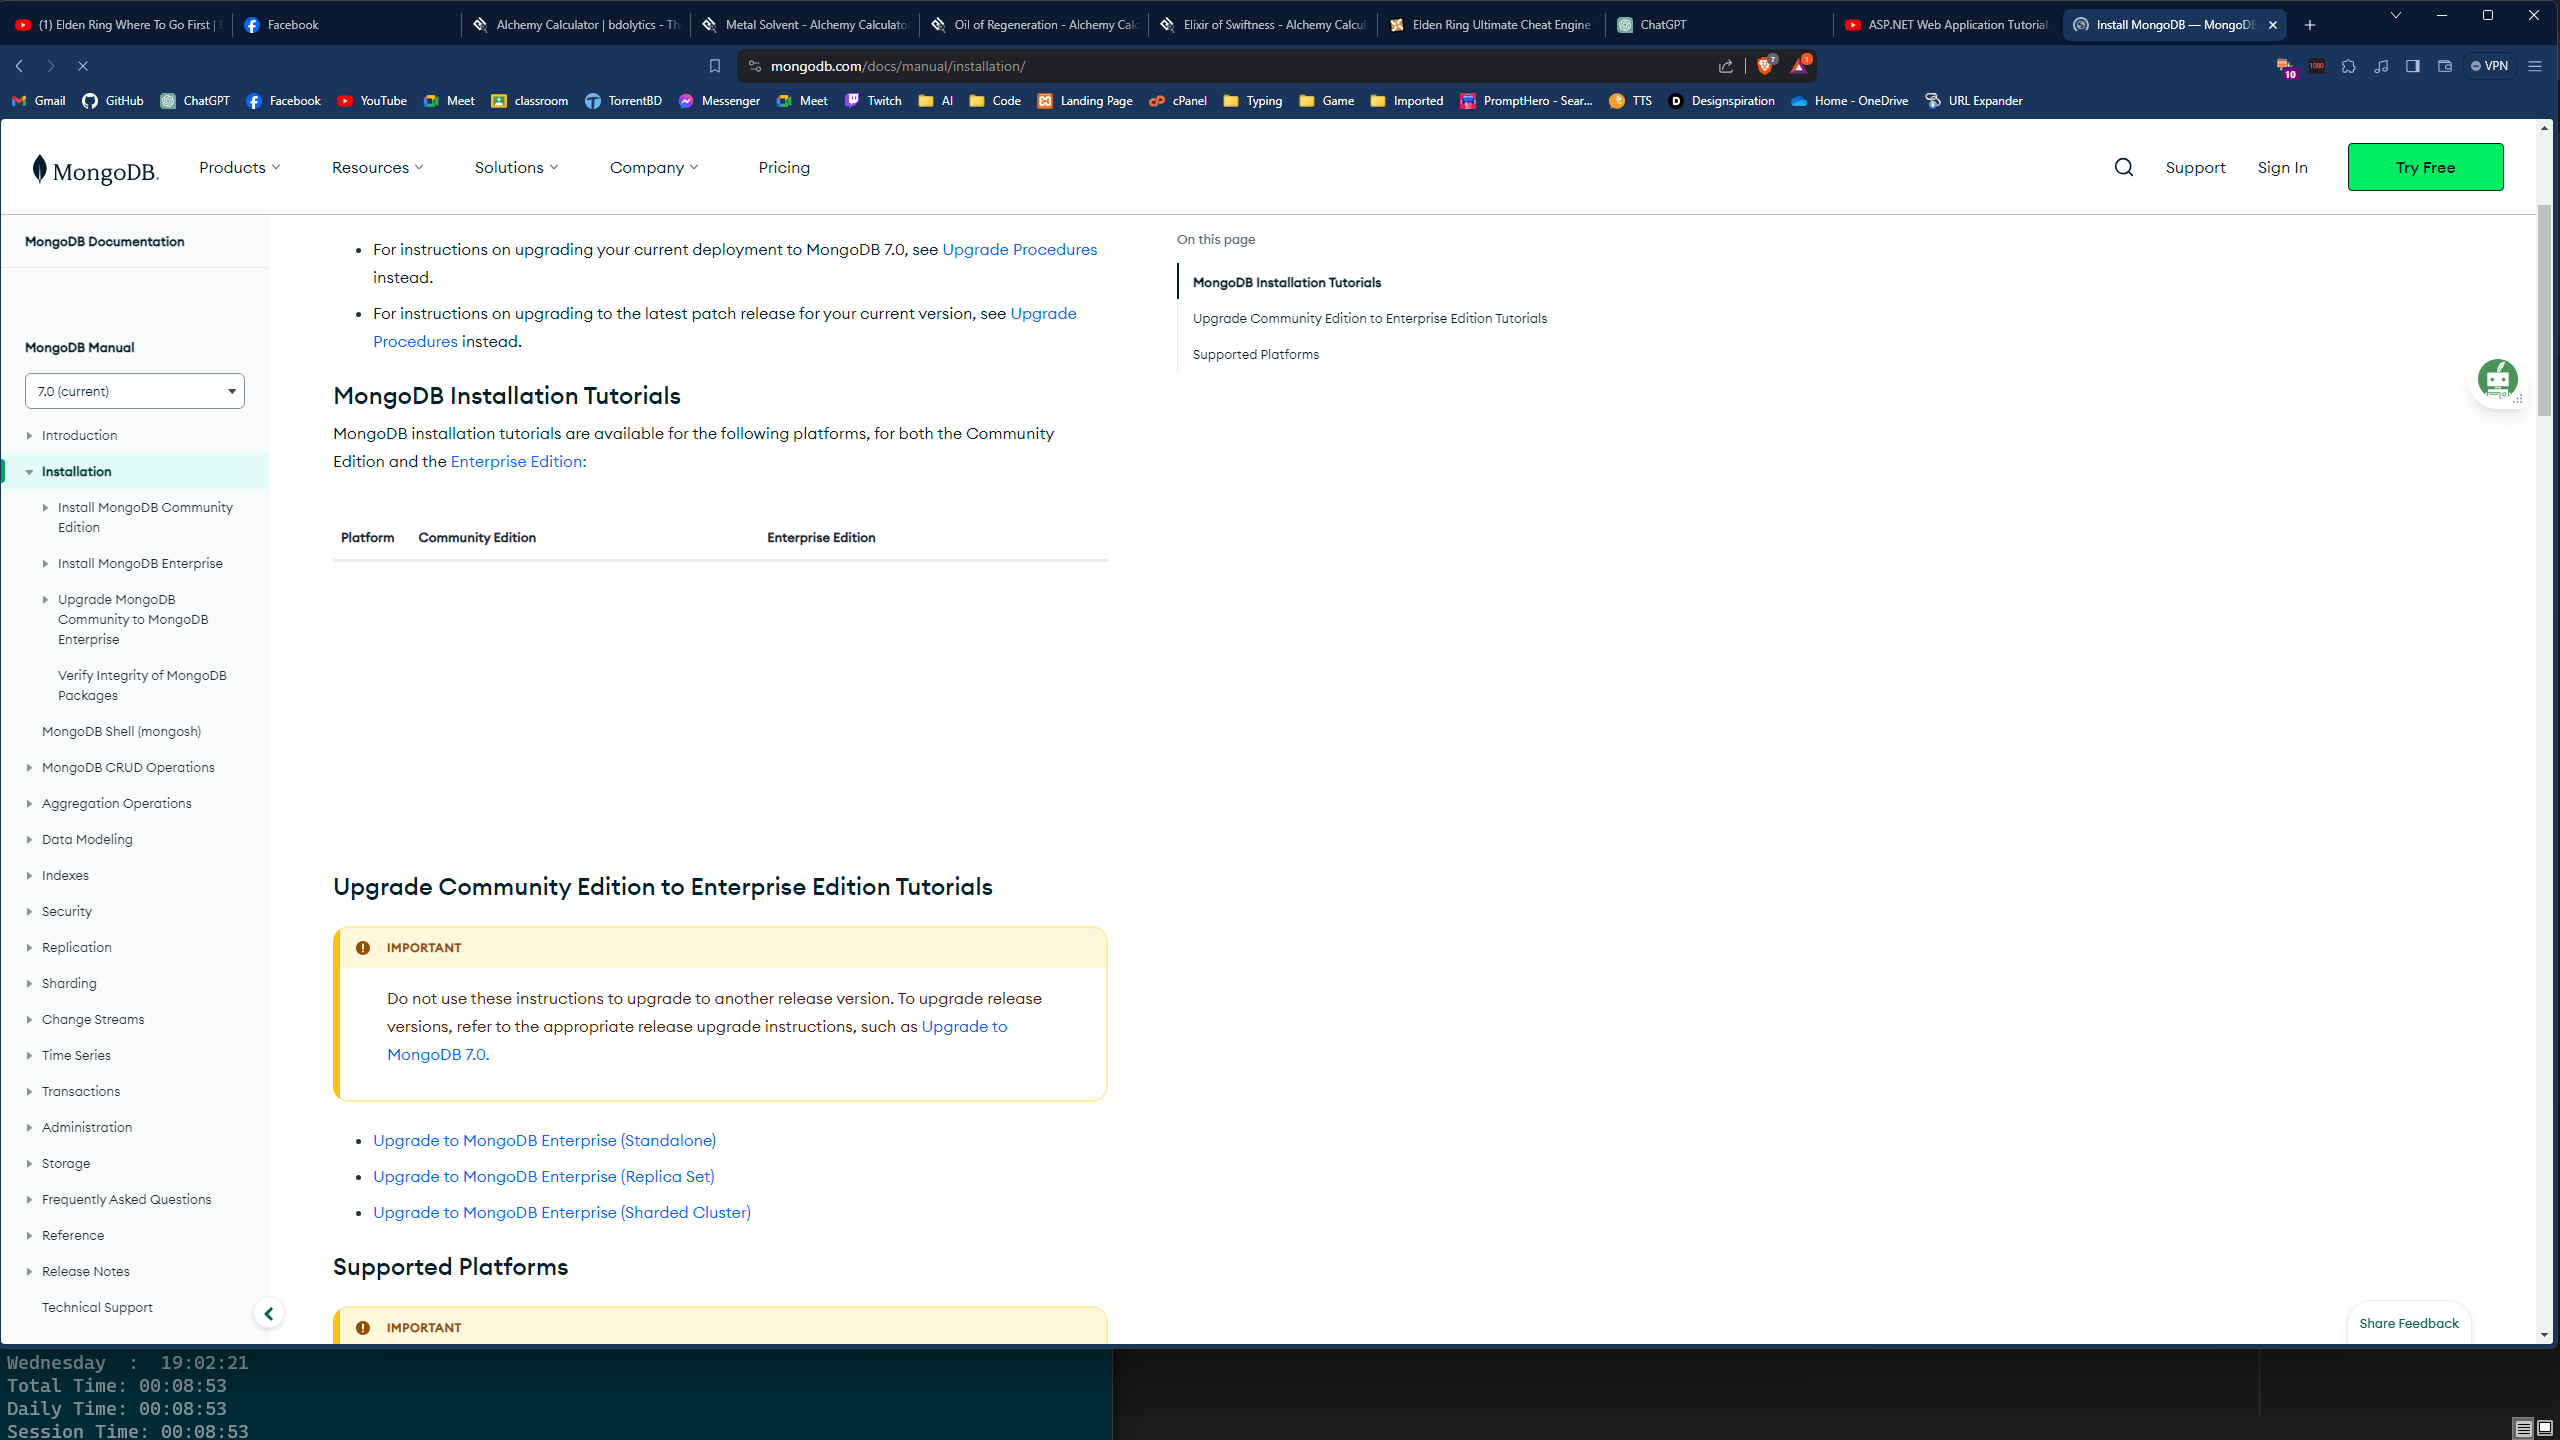 (1) Elden Ring Where To Go First |
Facebook
Alchemy Calculator | bdolytics - Th
Metal Solvent - Alchemy Calculator
Oil of Regeneration - Alchemy Calc
Elixir of Swiftness - Alchemy Calcul
Elden Ring Ultimate Cheat Engine
ChatGPT
ASP.NET Web Application Tutorial
Install MongoDB — MongoDB
mongodb.com/docs/manual/installation/
7
1
10
1080
VPN
Gmail
GitHub
ChatGPT
Facebook
YouTube
Meet
classroom
TorrentBD
Messenger
Meet
Twitch
AI
Code
Landing Page
cPanel
Typing
Game
Imported
PromptHero - Sear...
TTS
Designspiration
Home - OneDrive
URL Expander
MongoDB.
Products
Resources
Solutions
Company
Pricing
Support
Sign In
Try Free
MongoDB Documentation
MongoDB Manual
7.0 (current)
Introduction
Installation
Install MongoDB Community
Edition
Install MongoDB Enterprise
Upgrade MongoDB
Community to MongoDB
Enterprise
Verify Integrity of MongoDB
Packages
MongoDB Shell (mongosh)
MongoDB CRUD Operations
Aggregation Operations
Data Modeling
Indexes
Security
Replication
Sharding
Change Streams
Time Series
Transactions
Administration
Storage
Frequently Asked Questions
Reference
Release Notes
Technical Support
• For instructions on upgrading your current deployment to MongoDB 7.0, see Upgrade Procedures
instead.
• For instructions on upgrading to the latest patch release for your current version, see Upgrade
Procedures instead.
MongoDB Installation Tutorials
MongoDB installation tutorials are available for the following platforms, for both the Community
Edition and the Enterprise Edition:
Platform Community Edition Enterprise Edition
Upgrade Community Edition to Enterprise Edition Tutorials
IMPORTANT
Do not use these instructions to upgrade to another release version. To upgrade release
versions, refer to the appropriate release upgrade instructions, such as Upgrade to
MongoDB 7.0.
• Upgrade to MongoDB Enterprise (Standalone)
• Upgrade to MongoDB Enterprise (Replica Set)
• Upgrade to MongoDB Enterprise (Sharded Cluster)
Supported Platforms
IMPORTANT
On this page
MongoDB Installation Tutorials
Upgrade Community Edition to Enterprise Edition Tutorials
Supported Platforms
Share Feedback
Wednesday : 19:02:21
Total Time: 00:08:53
Daily Time: 00:08:53
Session Time: 00:08:53